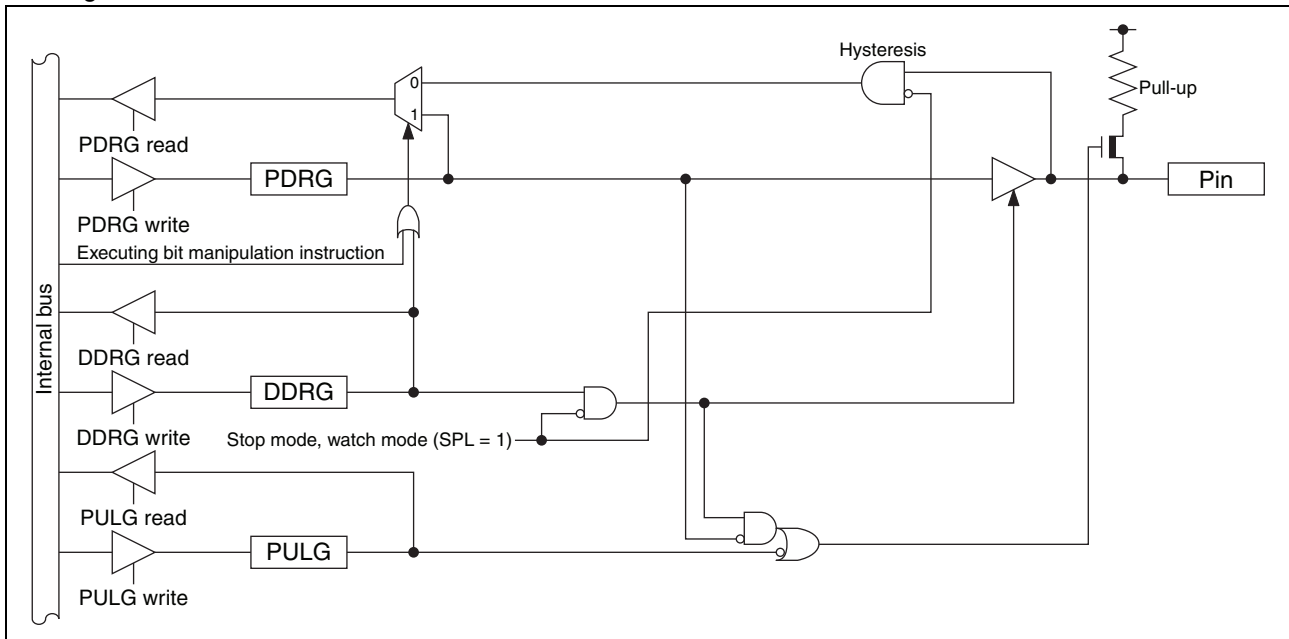 Hysteresis
0
Pull-up
1
PDRG read
PDRG
Pin
PDRG write
Executing bit manipulation instruction
Internal bus
DDRG read
DDRG
DDRG write
Stop mode, watch mode (SPL = 1)
PULG read
PULG
PULG write